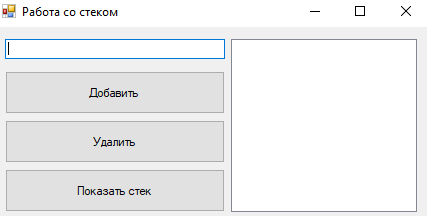 Работа со стеком
Добавить
Удалить
Показать стек